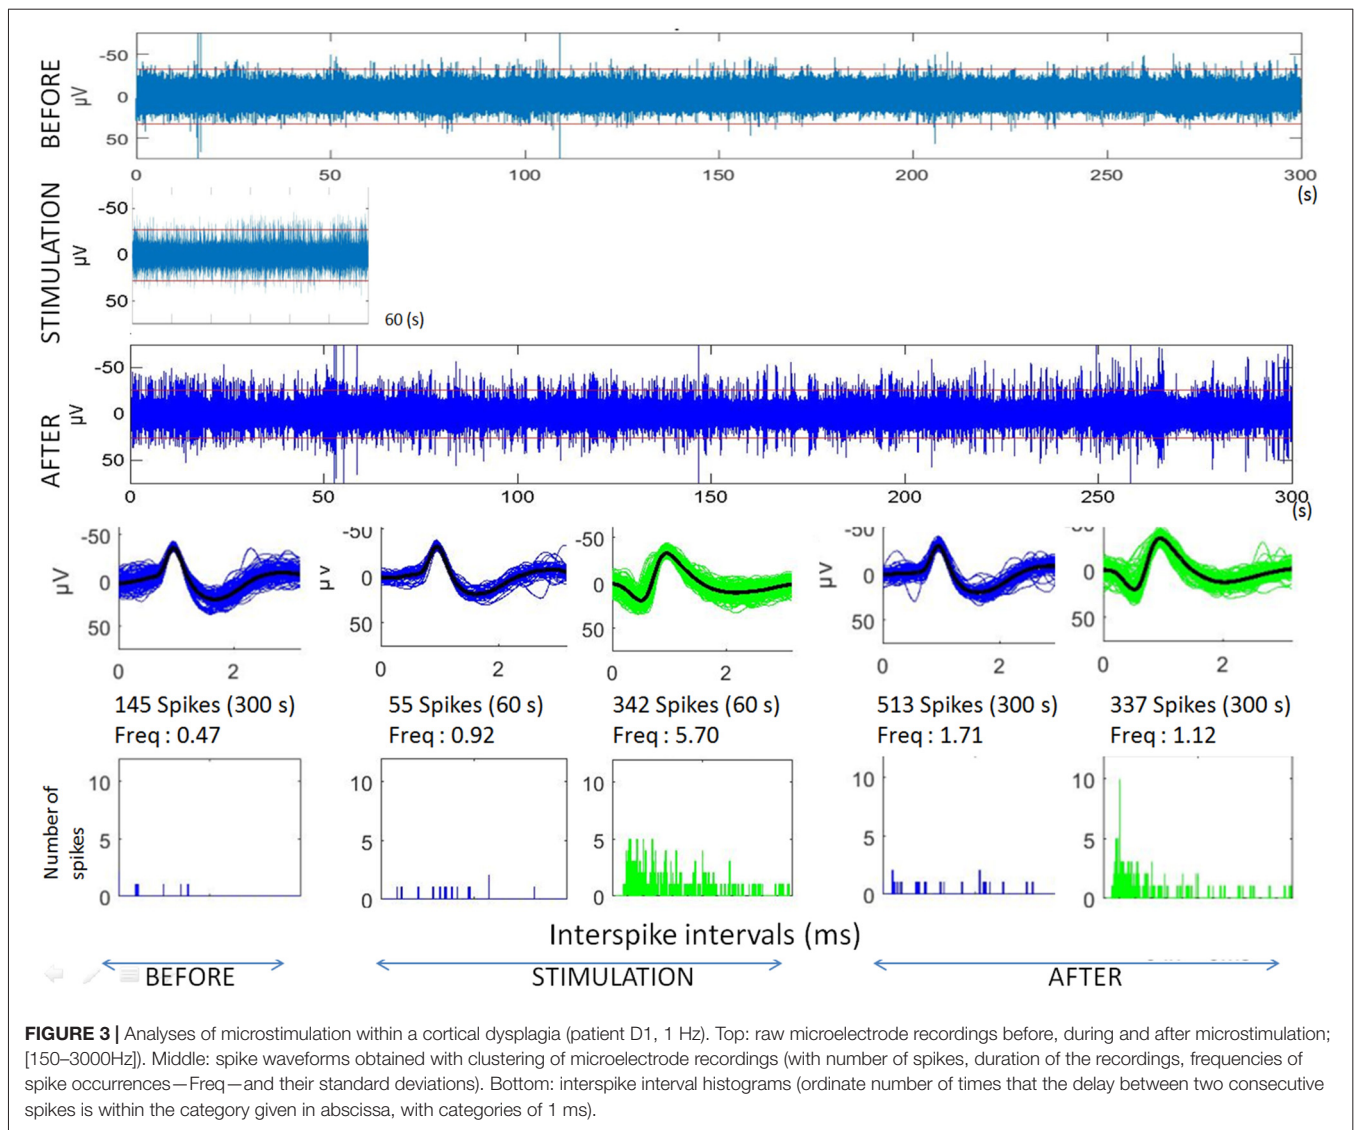 BEFORE
µV
-50
0
50
0 50 100 150 200 250 300
(s)
STIMULATION
µV
-50
0
50
60 (s)
AFTER
µV
-50
0
50
0 50 100 150 200 250 300
(s)
µV -50 0 50 0 2
µV -50 0 50 0 2
-50 0 50 0 2
µV -50 0 50 0 2
-50 0 50 0 2
145 Spikes (300 s) 55 Spikes (60 s) 342 Spikes (60 s) 513 Spikes (300 s) 337 Spikes (300 s)
Freq : 0.47 Freq : 0.92 Freq : 5.70 Freq : 1.71 Freq : 1.12
Number of
spikes
10 10 10 10 10
5 5 5 5 5
0 0 0 0 0
Interspike intervals (ms)
BEFORE STIMULATION AFTER
FIGURE 3 | Analyses of microstimulation within a cortical dysplagia (patient D1, 1 Hz). Top: raw microelectrode recordings before, during and after microstimulation;
[150–3000Hz]). Middle: spike waveforms obtained with clustering of microelectrode recordings (with number of spikes, duration of the recordings, frequencies of
spike occurrences—Freq—and their standard deviations). Bottom: interspike interval histograms (ordinate number of times that the delay between two consecutive
spikes is within the category given in abscissa, with categories of 1 ms).